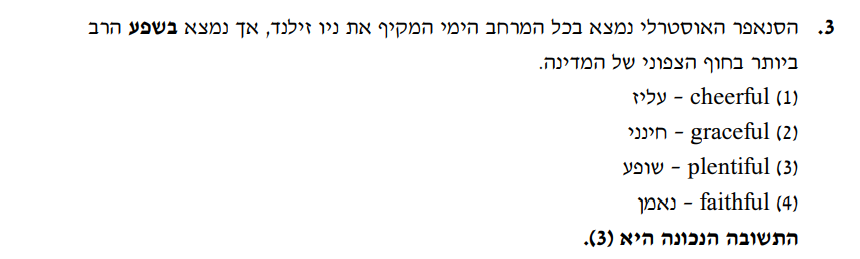 3. הסנאפר האוסטרלי נמצא בכל המרחב הימי המקיף את ניו זילנד, אך נמצא בשפע הרב
ביותר בחוף הצפוני של המדינה.
(1) cheerful – עליז
(2) graceful – חינני
(3) plentiful – שופע
(4) faithful – נאמן
התשובה הנכונה היא (3).